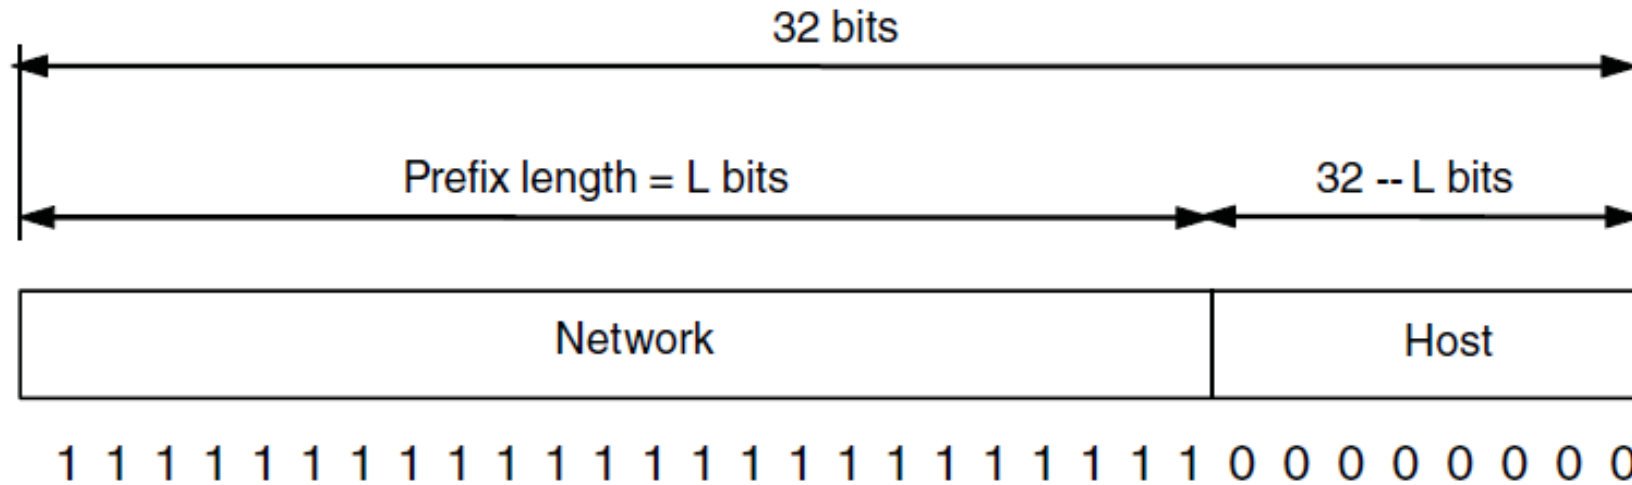 32 bits
Prefix length = L bits 32 -- L bits
Network Host
1 1 1 1 1 1 1 1 1 1 1 1 1 1 1 1 1 1 1 1 1 1 1 1 0 0 0 0 0 0 0 0